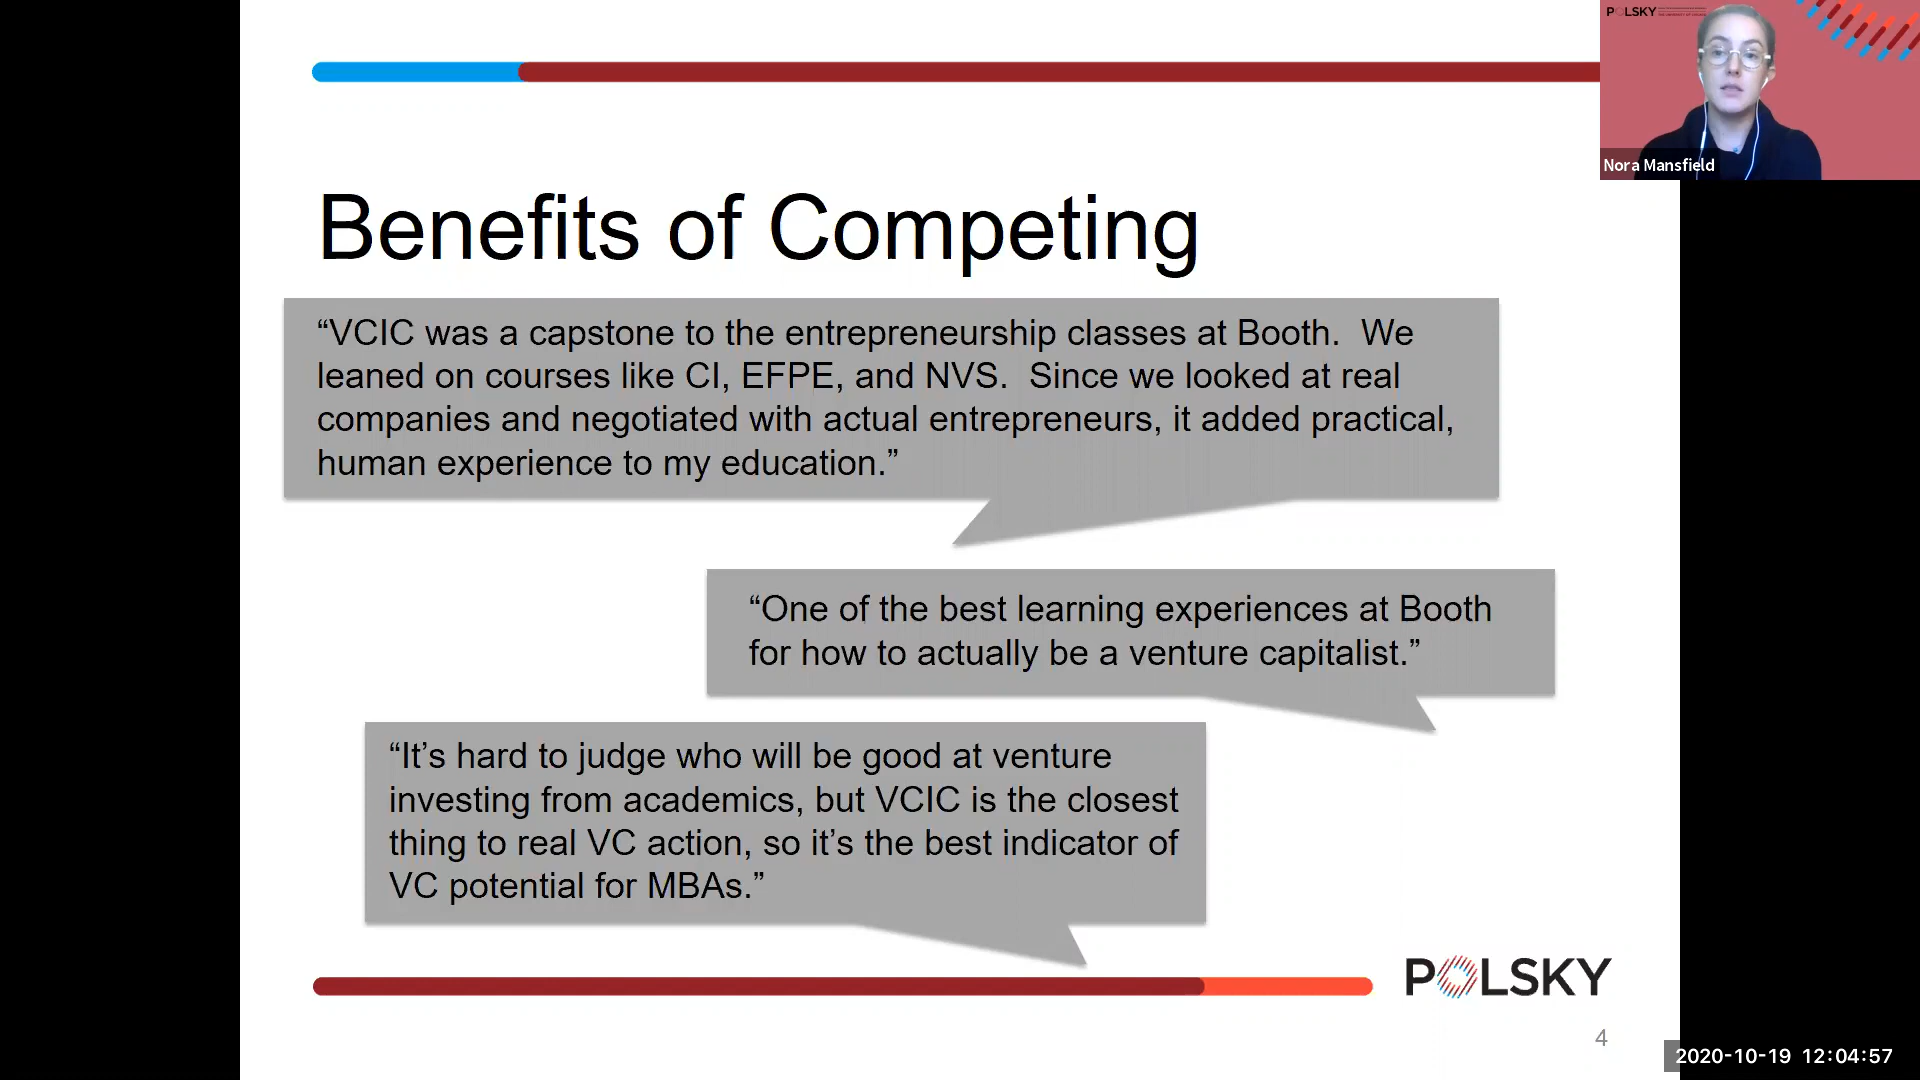 POLSKY
Nora Mansfield
Benefits of Competing
“VCIC was a capstone to the entrepreneurship classes at Booth.  We
leaned on courses like CI, EFPE, and NVS.  Since we looked at real
companies and negotiated with actual entrepreneurs, it added practical,
human experience to my education.”
“One of the best learning experiences at Booth
for how to actually be a venture capitalist.”
“It’s hard to judge who will be good at venture
investing from academics, but VCIC is the closest
thing to real VC action, so it’s the best indicator of
VC potential for MBAs.”
POLSKY
4
2020-10-19 12:04:57